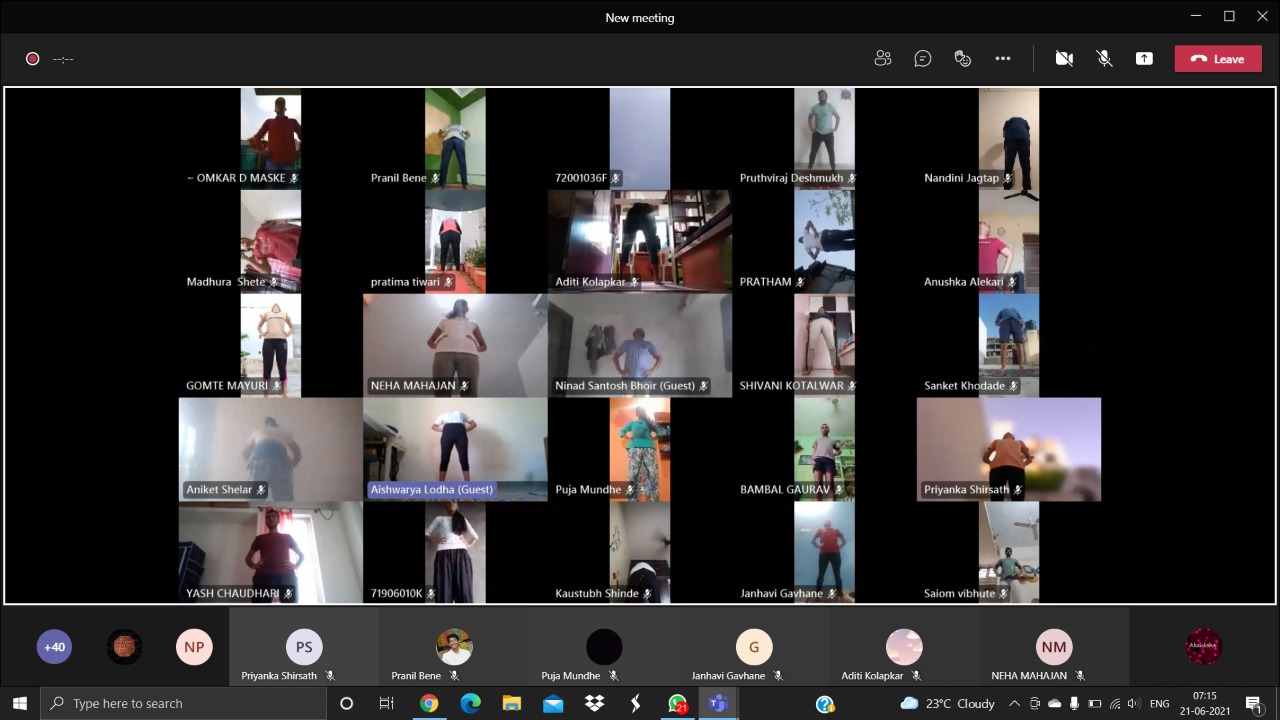 New meeting
--:--
Leave
~ OMKAR D MASKE
Pranil Bene
72001036F
Pruthviraj Deshmukh
Nandini Jagtap
Madhura Shete
pratima tiwari
Aditi Kolapkar
PRATHAM
Anushka Alekari
GOMTE MAYURI
NEHA MAHAJAN
Ninad Santosh Bhoir (Guest)
SHIVANI KOTALWAR
Sanket Khodade
Aniket Shelar
Aishwarya Lodha (Guest)
Puja Mundhe
BAMBAL GAURAV
Priyanka Shirsath
YASH CHAUDHARI
71906010K
Kaustubh Shinde
Janhavi Gavhane
Saiom vibhute
+40
NP
PS
Priyanka Shirsath
Pranil Bene
Puja Mundhe
G
Janhavi Gavhane
Aditi Kolapkar
NM
NEHA MAHAJAN
Type here to search
21
23°C Cloudy
ENG
07:15
21-06-2021
1